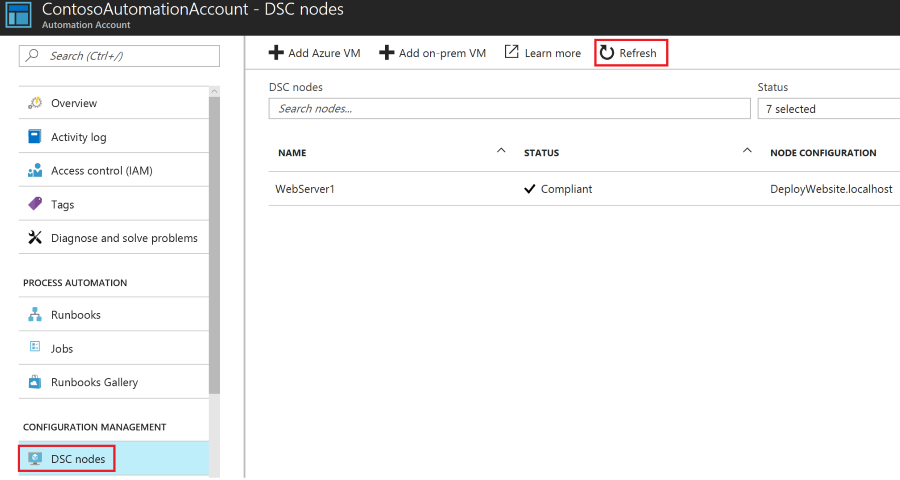 ContosoAutomationAccount - DSC nodes
Automation Account
Search (Ctrl+/)
Overview
Activity log
Access control (IAM)
Tags
Diagnose and solve problems
PROCESS AUTOMATION
Runbooks
Jobs
Runbooks Gallery
CONFIGURATION MANAGEMENT
DSC nodes
Add Azure VM Add on-prem VM Learn more Refresh
DSC nodes Status
Search nodes... 7 selected
NAME STATUS NODE CONFIGURATION
WebServer1 Compliant DeployWebsite.localhost